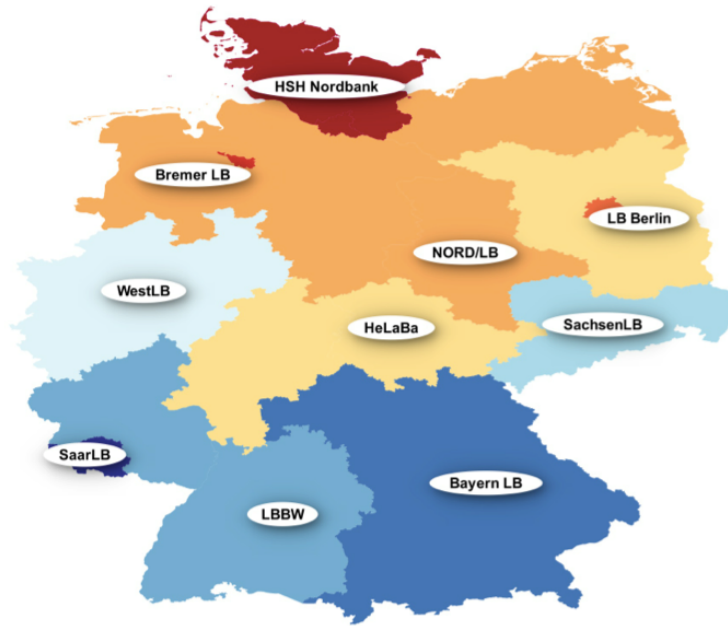 HSH Nordbank
Bremer LB
LB Berlin
NORD/LB
WestLB
HeLaBa
SachsenLB
SaarLB
Bayern LB
LBBW